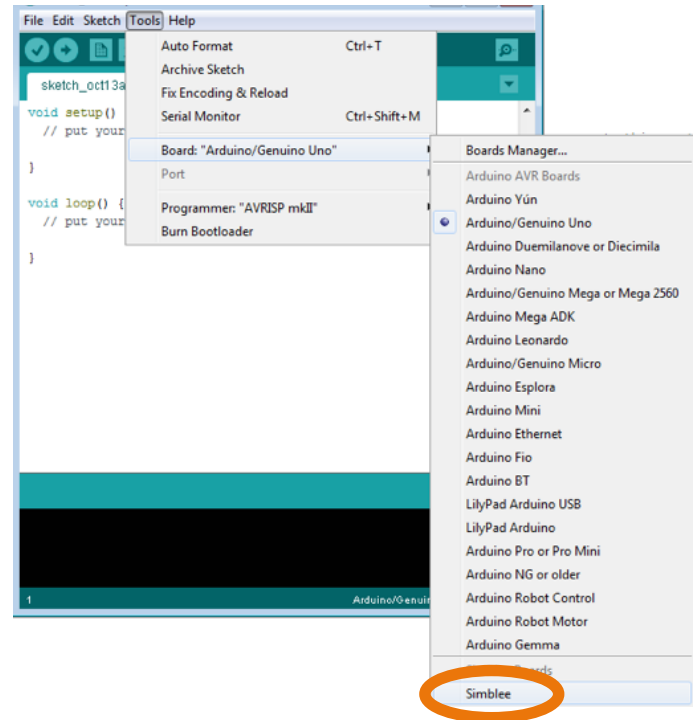 File Edit Sketch Tools Help
sketch_oct13a
void setup()
// put your
}
void loop() {
// put your
}
Auto Format Ctrl+T
Archive Sketch
Fix Encoding & Reload
Serial Monitor Ctrl+Shift+M
Board: "Arduino/Genuino Uno"
Port
Programmer: "AVRISP mkII"
Burn Bootloader
Boards Manager...
Arduino AVR Boards
Arduino Yún
Arduino/Genuino Uno
Arduino Duemilanove or Diecimila
Arduino Nano
Arduino/Genuino Mega or Mega 2560
Arduino Mega ADK
Arduino Leonardo
Arduino/Genuino Micro
Arduino Esplora
Arduino Mini
Arduino Ethernet
Arduino Fio
Arduino BT
LilyPad Arduino USB
LilyPad Arduino
Arduino Pro or Pro Mini
Arduino NG or older
Arduino Robot Control
Arduino Robot Motor
Arduino Gemma
Simblee
1 Arduino/Genuin